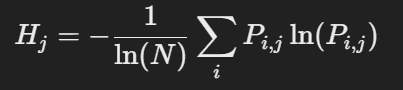 H_j = -\frac{1}{\ln(N)} \sum_i P_{i,j} \ln(P_{i,j})